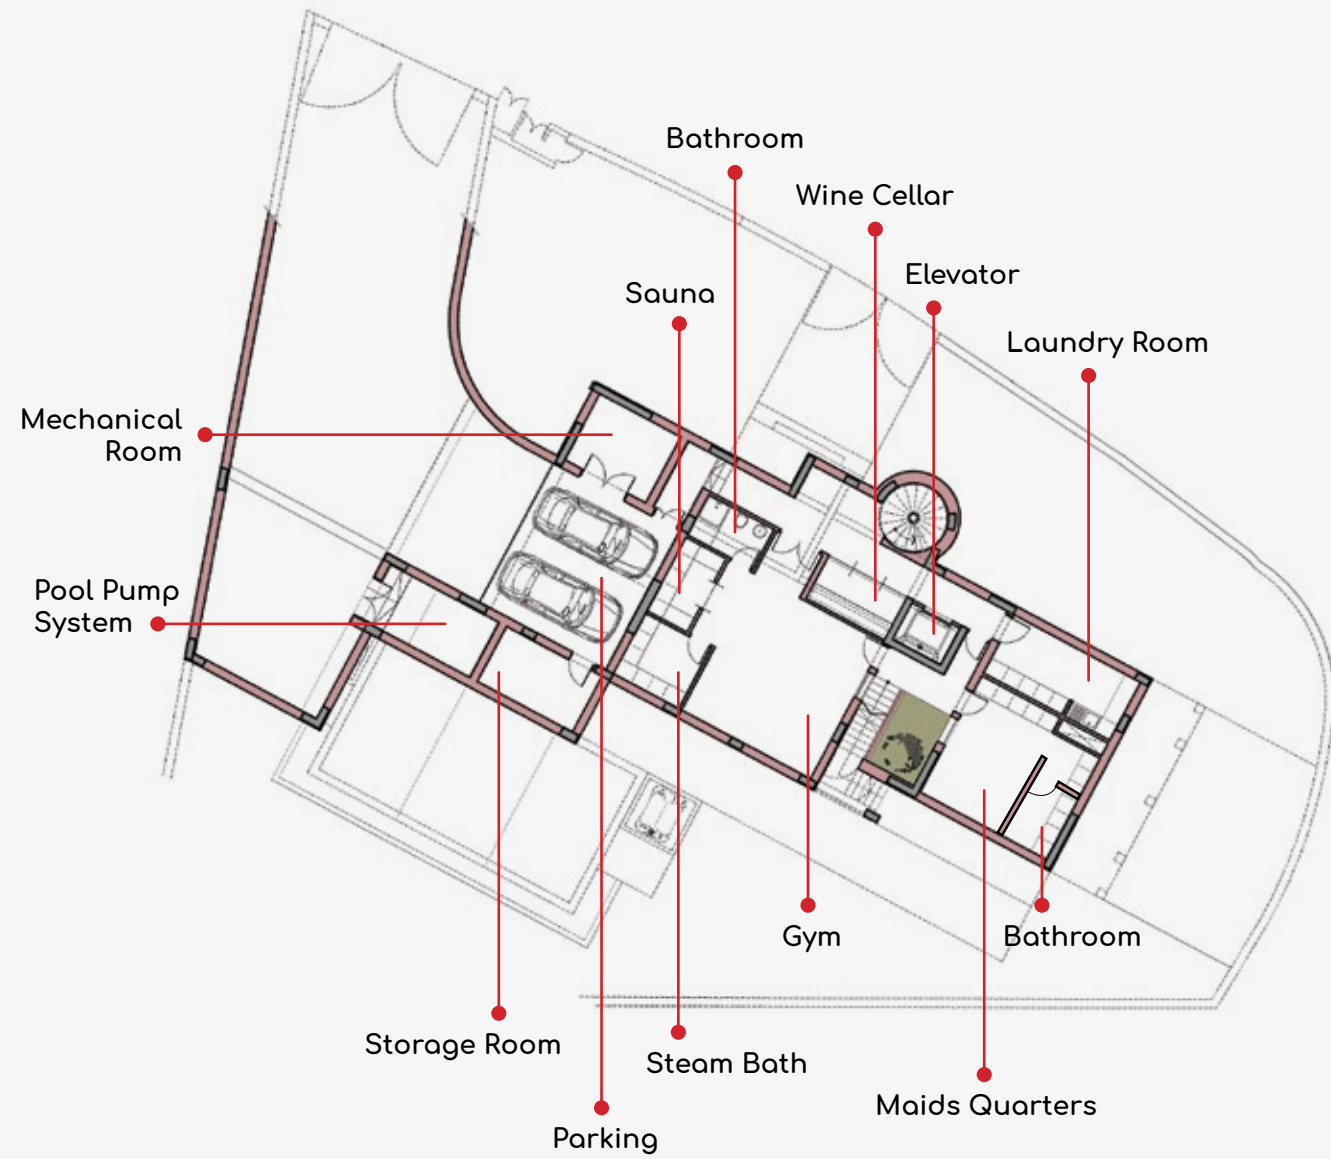 Bathroom
Wine Cellar
Elevator
Sauna
Laundry Room
Mechanical
Room
Pool Pump
System
Gym
Bathroom
Storage Room
Steam Bath
Maids Quarters
Parking